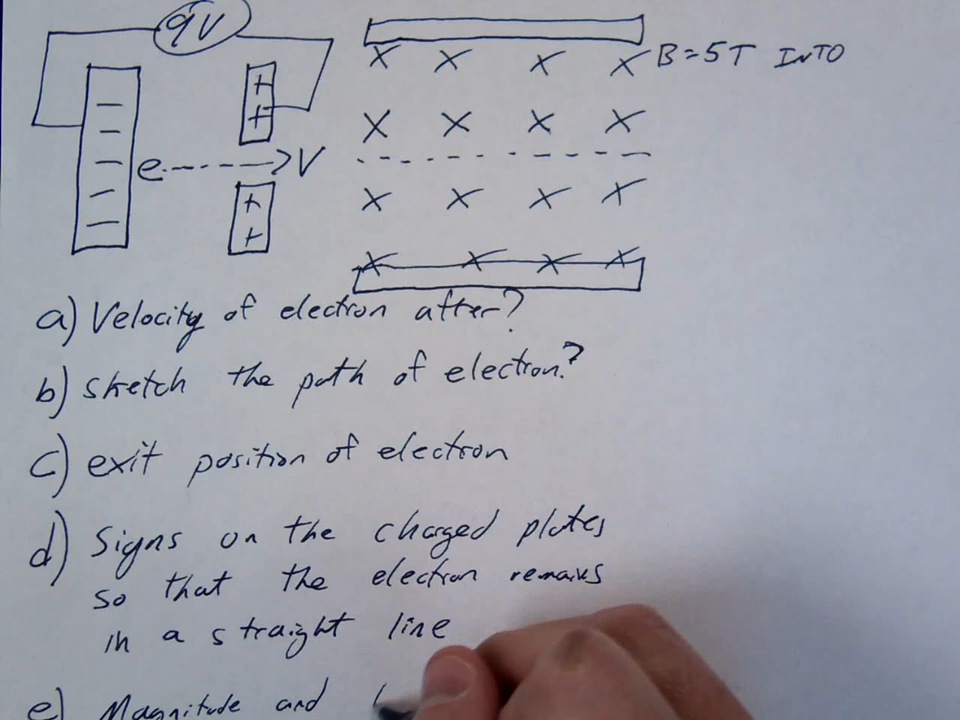 9V
+
+
X X X X B=5T INTO
X X X X
e ----> V
+
+
X X X X
X X X X
a) Velocity of electron after?
b) sketch the path of electron?
c) exit position of electron
d) Signs on the charged plates
so that the electron remains
in a straight line
e) Magnitude and